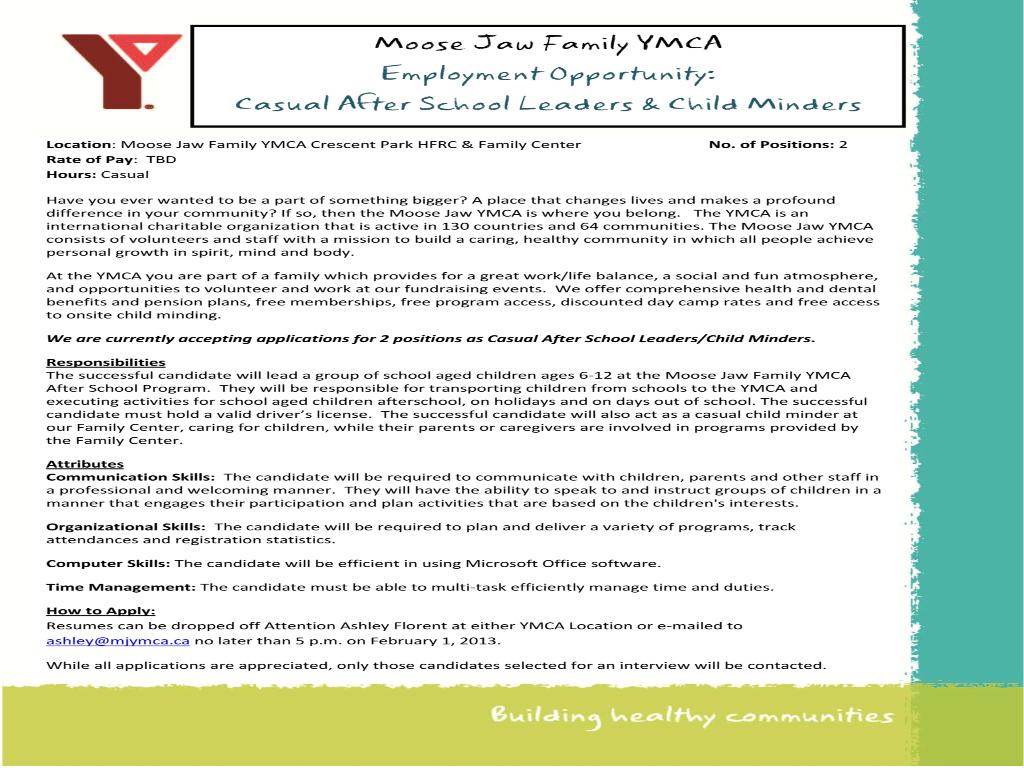 Moose Jaw Family YMCA
Employment Opportunity:
Casual After School Leaders & Child Minders
Location: Moose Jaw Family YMCA Crescent Park HFRC & Family Center No. of Positions: 2
Rate of Pay: TBD
Hours: Casual
Have you ever wanted to be a part of something bigger? A place that changes lives and makes a profound
difference in your community? If so, then the Moose Jaw YMCA is where you belong. The YMCA is an
international charitable organization that is active in 130 countries and 64 communities. The Moose Jaw YMCA
consists of volunteers and staff with a mission to build a caring, healthy community in which all people achieve
personal growth in spirit, mind and body.
At the YMCA you are part of a family which provides for a great work/life balance, a social and fun atmosphere,
and opportunities to volunteer and work at our fundraising events. We offer comprehensive health and dental
benefits and pension plans, free memberships, free program access, discounted day camp rates and free access
to onsite child minding.
We are currently accepting applications for 2 positions as Casual After School Leaders/Child Minders.
Responsibilities
The successful candidate will lead a group of school aged children ages 6-12 at the Moose Jaw Family YMCA
After School Program. They will be responsible for transporting children from schools to the YMCA and
executing activities for school aged children afterschool, on holidays and on days out of school. The successful
candidate must hold a valid driver's license. The successful candidate will also act as a casual child minder at
our Family Center, caring for children, while their parents or caregivers are involved in programs provided by
the Family Center.
Attributes
Communication Skills: The candidate will be required to communicate with children, parents and other staff in
a professional and welcoming manner. They will have the ability to speak to and instruct groups of children in a
manner that engages their participation and plan activities that are based on the children's interests.
Organizational Skills: The candidate will be required to plan and deliver a variety of programs, track
attendances and registration statistics.
Computer Skills: The candidate will be efficient in using Microsoft Office software.
Time Management: The candidate must be able to multi-task efficiently manage time and duties.
How to Apply:
Resumes can be dropped off Attention Ashley Florent at either YMCA Location or e-mailed to
ashley@mjymca.ca no later than 5 p.m. on February 1, 2013.
While all applications are appreciated, only those candidates selected for an interview will be contacted.
Building healthy communities